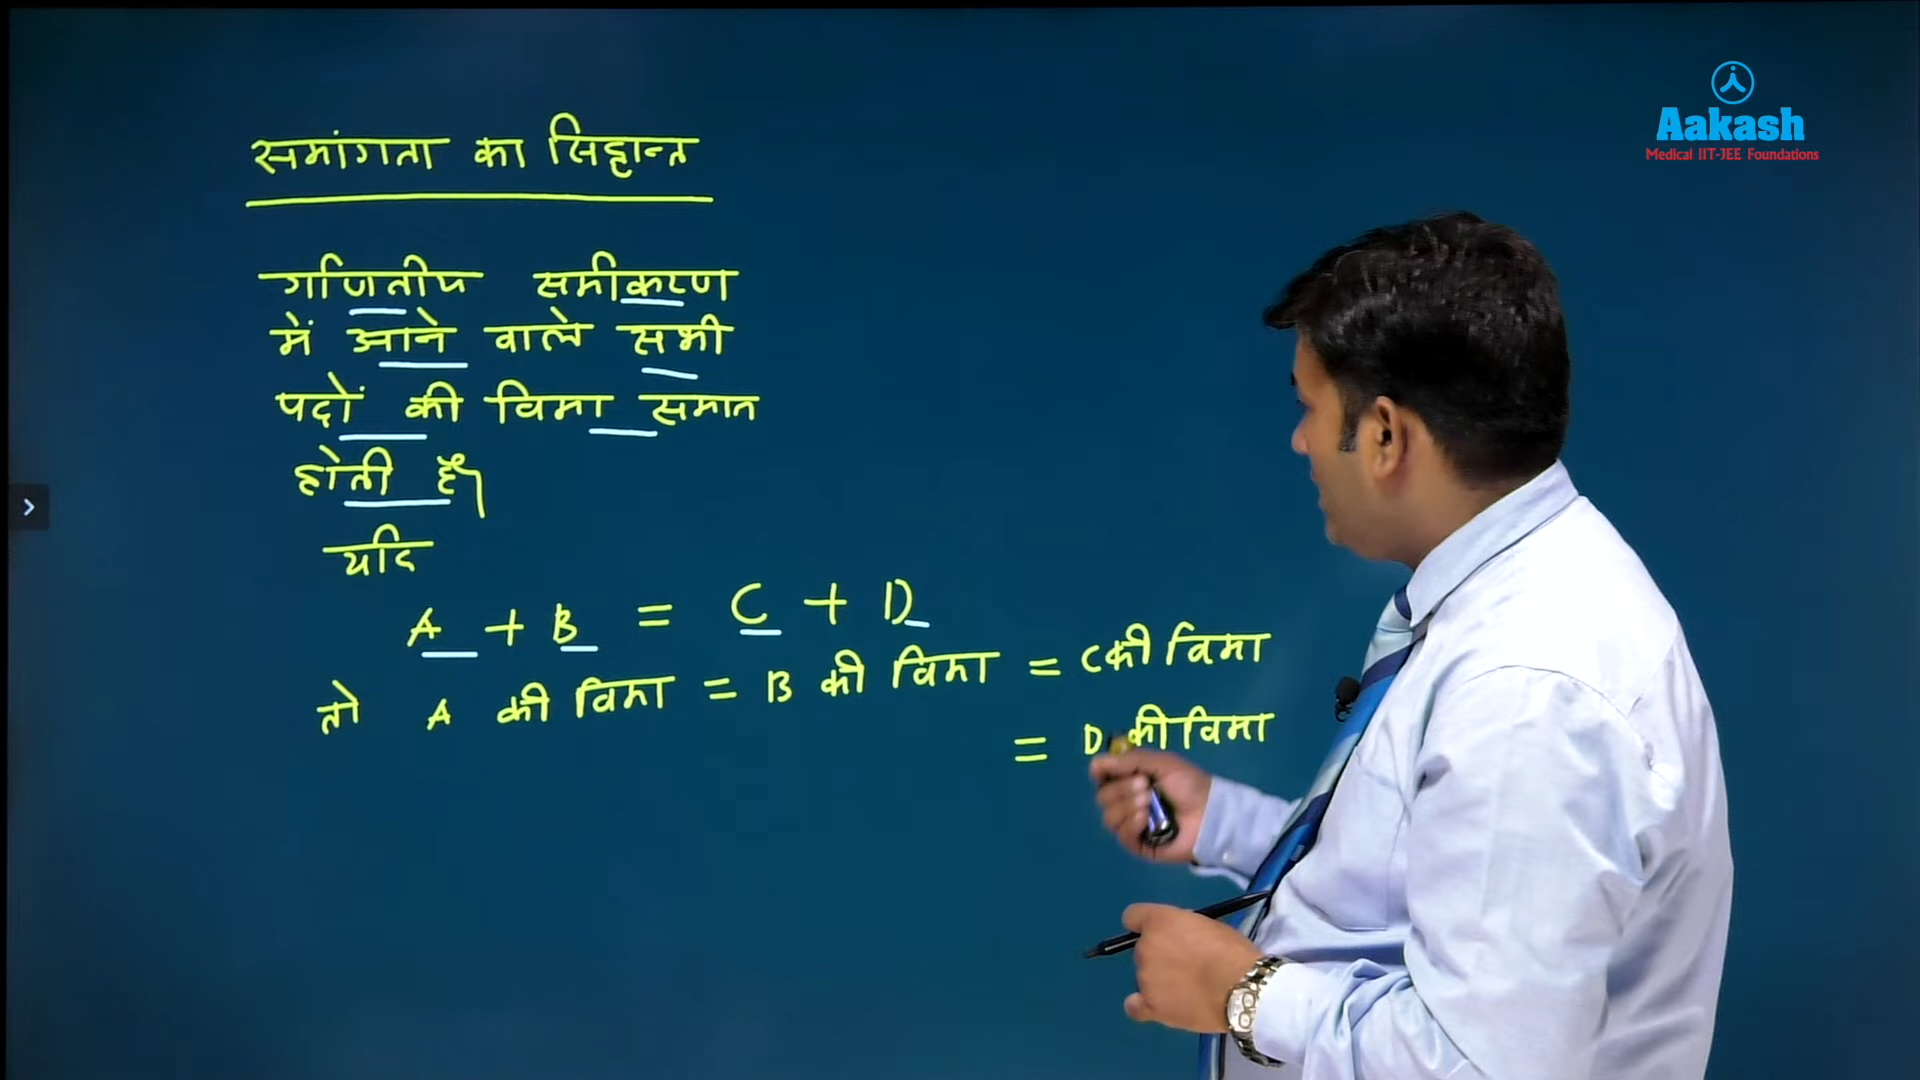 Aakash
Medical IIT-JEE Foundations
समांगता का सिद्दान्त
गणितीय समीकरण
में आने वाले सभी
पदों की विमा समान
होती हैं।
यदि
A + B = C + D
तो A की विमा = B की विमा = C की विमा
= D की विमा